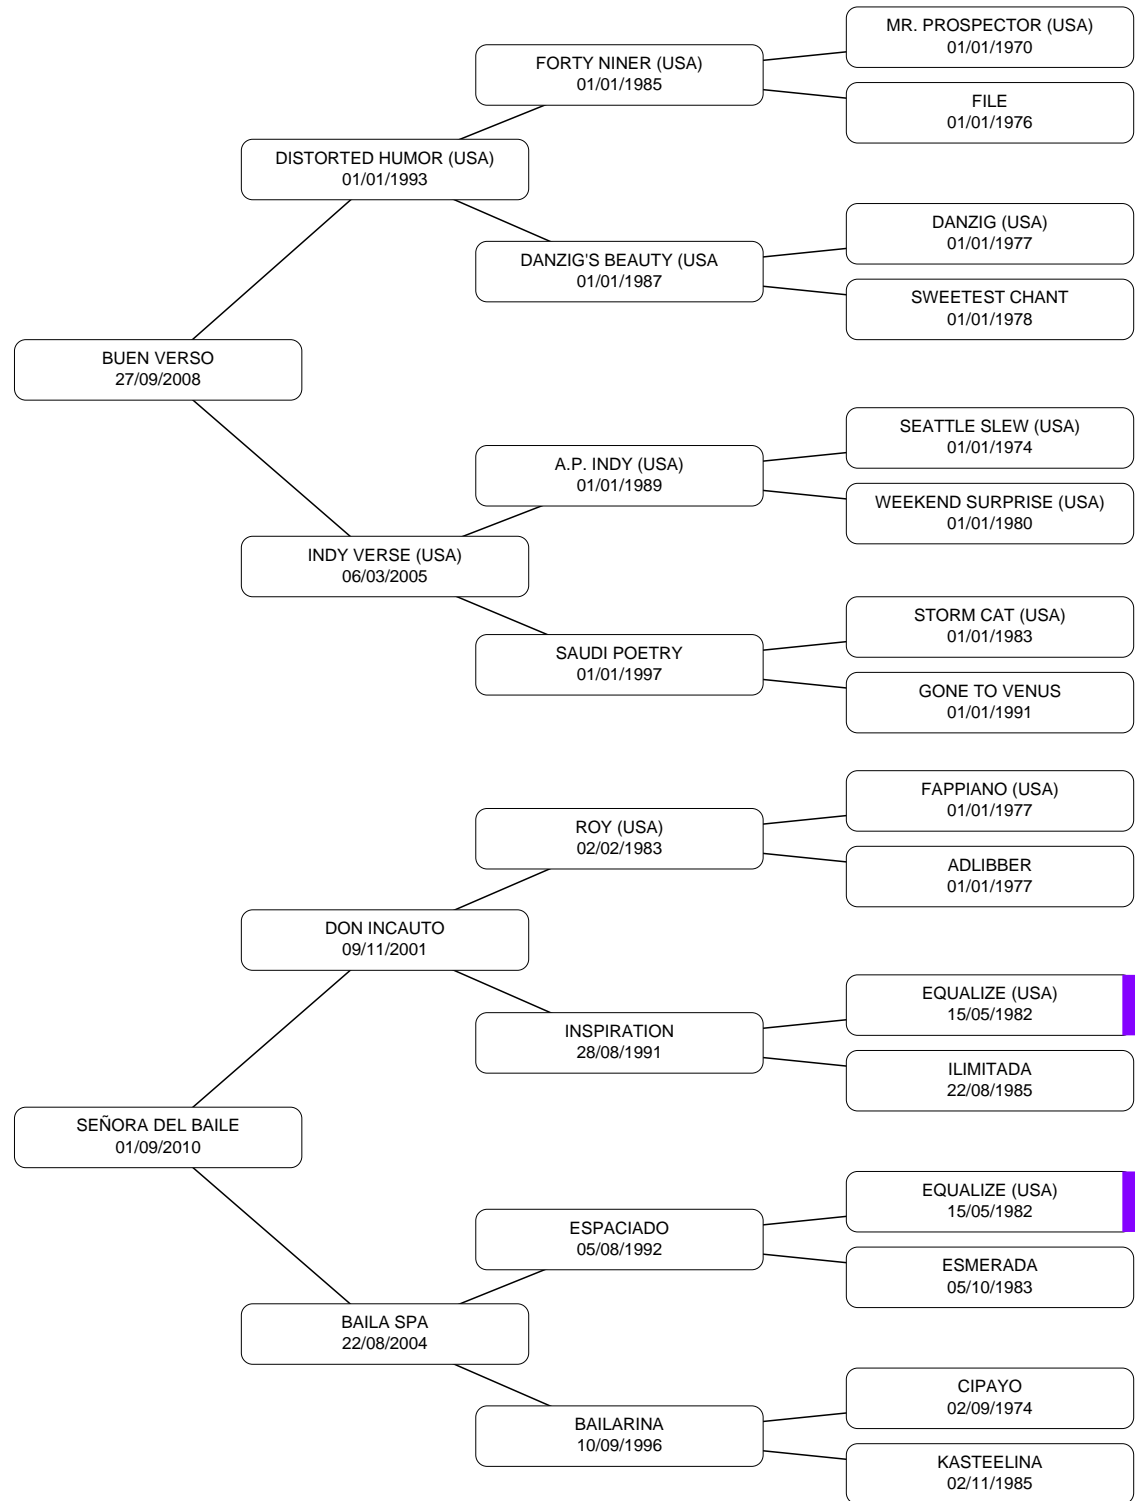 MR. PROSPECTOR (USA)
01/01/1970
FORTY NINER (USA)
01/01/1985
FILE
01/01/1976
DISTORTED HUMOR (USA)
01/01/1993
DANZIG (USA)
01/01/1977
DANZIG'S BEAUTY (USA
01/01/1987
SWEETEST CHANT
01/01/1978
BUEN VERSO
27/09/2008
SEATTLE SLEW (USA)
01/01/1974
A.P. INDY (USA)
01/01/1989
WEEKEND SURPRISE (USA)
01/01/1980
INDY VERSE (USA)
06/03/2005
STORM CAT (USA)
01/01/1983
SAUDI POETRY
01/01/1997
GONE TO VENUS
01/01/1991
FAPPIANO (USA)
01/01/1977
ROY (USA)
02/02/1983
ADLIBBER
01/01/1977
DON INCAUTO
09/11/2001
EQUALIZE (USA)
15/05/1982
INSPIRATION
28/08/1991
ILIMITADA
22/08/1985
SEÑORA DEL BAILE
01/09/2010
EQUALIZE (USA)
15/05/1982
ESPACIADO
05/08/1992
ESMERADA
05/10/1983
BAILA SPA
22/08/2004
CIPAYO
02/09/1974
BAILARINA
10/09/1996
KASTEELINA
02/11/1985